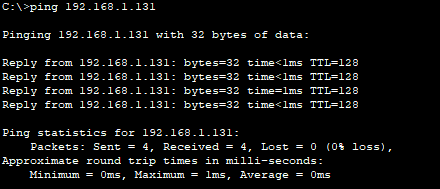 C:\>ping 192.168.1.131
Pinging 192.168.1.131 with 32 bytes of data:
Reply from 192.168.1.131: bytes=32 time<1ms TTL=128
Reply from 192.168.1.131: bytes=32 time<1ms TTL=128
Reply from 192.168.1.131: bytes=32 time=1ms TTL=128
Reply from 192.168.1.131: bytes=32 time<1ms TTL=128
Ping statistics for 192.168.1.131:
Packets: Sent = 4, Received = 4, Lost = 0 (0% loss),
Approximate round trip times in milli-seconds:
Minimum = 0ms, Maximum = 1ms, Average = 0ms